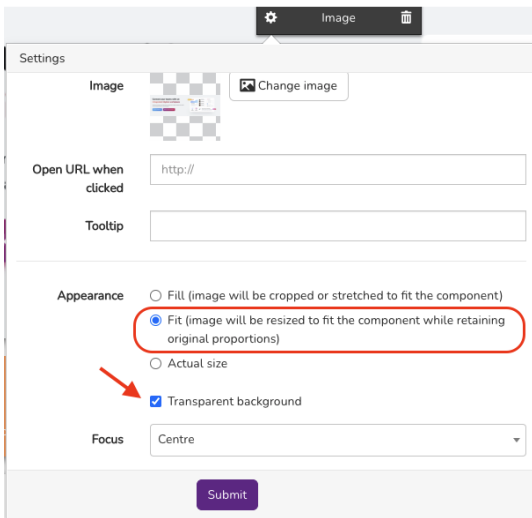 Image
Settings
Image
Change image
Open URL when
clicked
http://
Tooltip
Appearance
Fill (image will be cropped or stretched to fit the component)
Fit (image will be resized to fit the component while retaining
original proportions)
Actual size
Transparent background
Focus
Centre
Submit